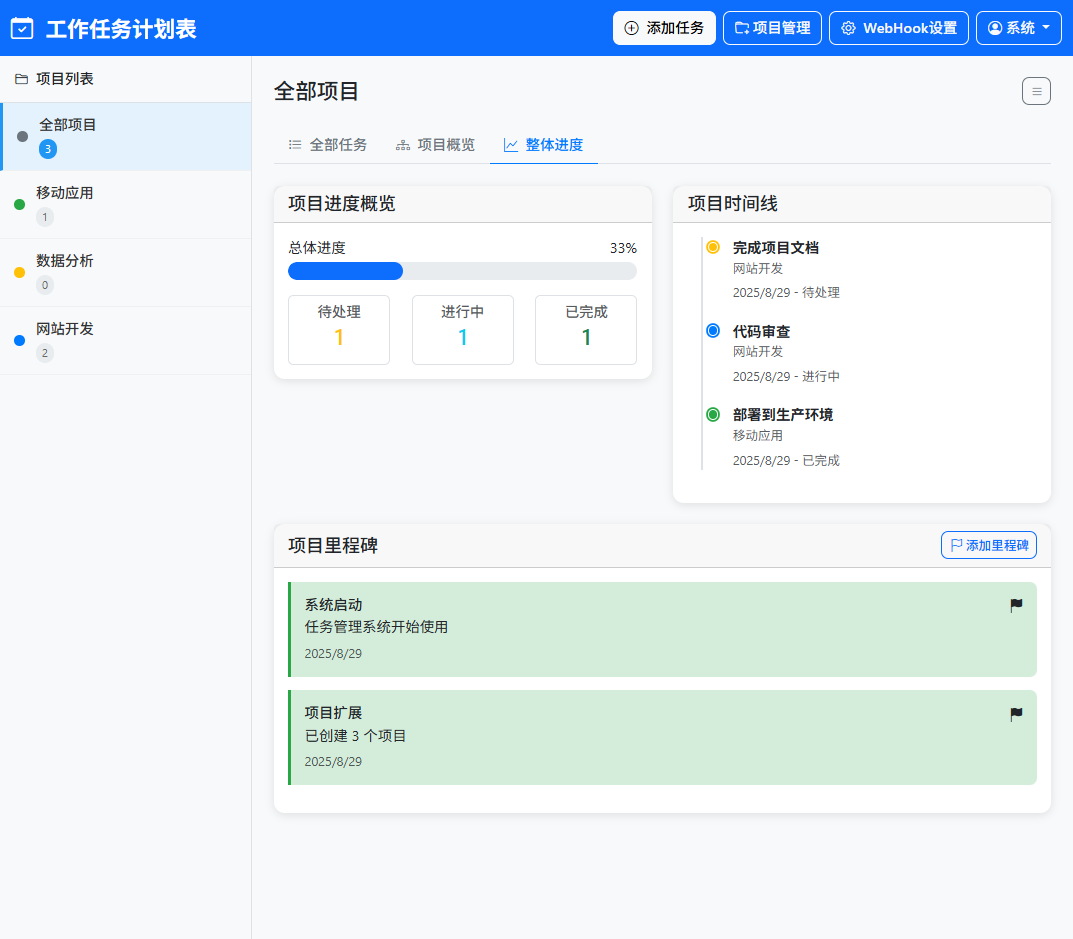 工作任务计划表
添加任务
项目管理
WebHook设置
系统
项目列表
全部项目
3
移动应用
1
数据分析
0
网站开发
2
全部项目
全部任务
项目概览
整体进度
项目进度概览
总体进度
33%
待处理
1
进行中
1
已完成
1
项目时间线
完成项目文档
网站开发
2025/8/29 - 待处理
代码审查
网站开发
2025/8/29 - 进行中
部署到生产环境
移动应用
2025/8/29 - 已完成
项目里程碑
添加里程碑
系统启动
任务管理系统开始使用
2025/8/29
项目扩展
已创建 3 个项目
2025/8/29